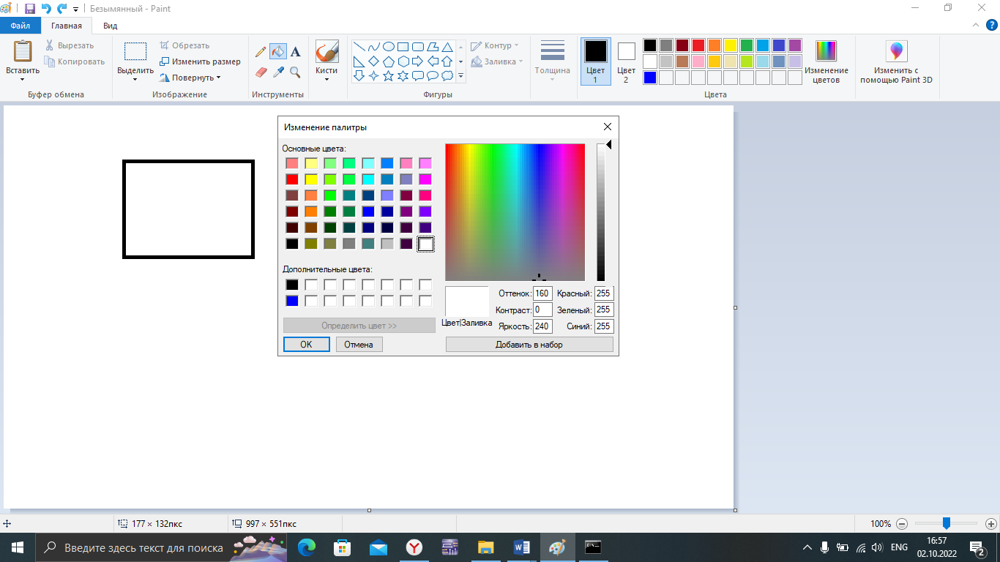 Безымянный - Paint
Файл Главная Вид
Вставить
Вырезать
Копировать
Буфер обмена
Выделить
Обрезать
Изменить размер
Повернуть
Изображение
A
Инструменты
Кисти
Контур
Заливка
Фигуры
Толщина
Цвет
1
Цвет
2
Изменение
цветов
Цвета
Изменить с
помощью Paint 3D
Изменение палитры
Основные цвета:
Дополнительные цвета:
Определить цвет >>
OK Отмена
Цвет|Заливка
Оттенок: 160 Красный: 255
Контраст: 0 Зеленый: 255
Яркость: 240 Синий: 255
Добавить в набор
177 × 132пкс 997 × 551пкс 100%
Введите здесь текст для поиска
ENG
16:57
02.10.2022
2